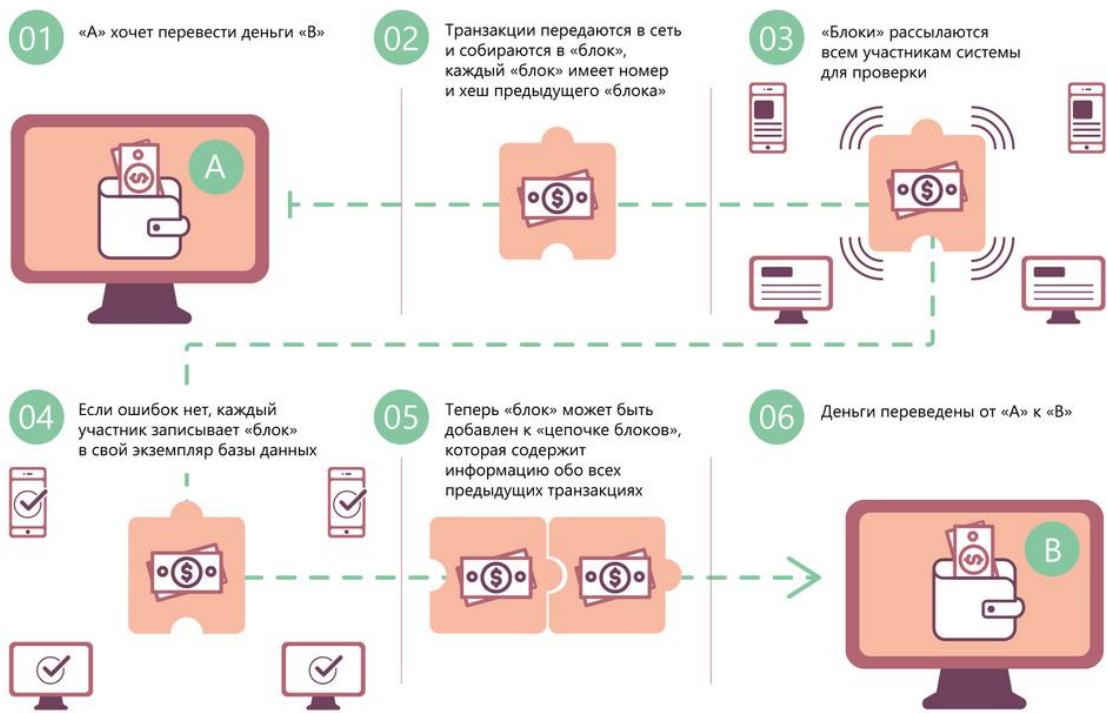 01
«А» хочет перевести деньги «В»
02
Транзакции передаются в сеть
и собираются в «блок»,
каждый «блок» имеет номер
и хеш предыдущего «блока»
03
«Блоки» рассылаются
всем участникам системы
для проверки
A
04
Если ошибок нет, каждый
участник записывает «блок»
в свой экземпляр базы данных
05
Теперь «блок» может быть
добавлен к «цепочке блоков»,
которая содержит
информацию обо всех
предыдущих транзакциях
06
Деньги переведены от «А» к «В»
B